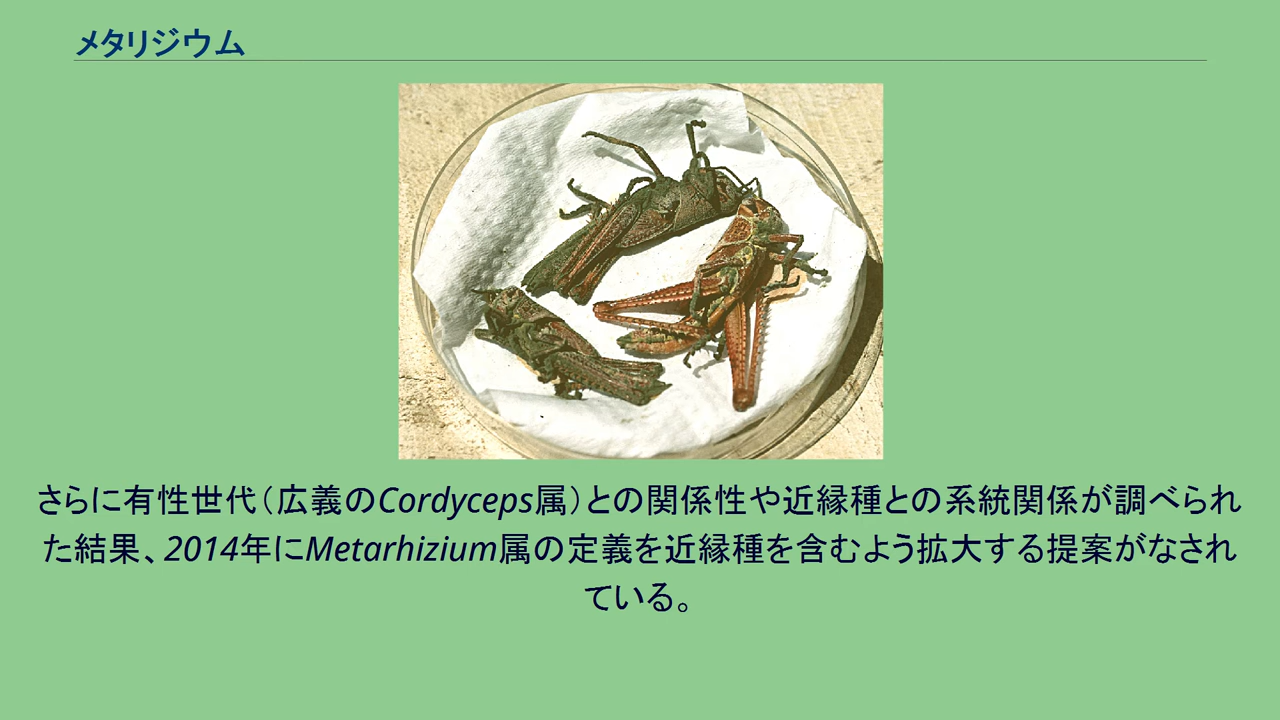 メタリジウム
さらに有性世代（広義のCordyceps属）との関係性や近縁種との系統関係が調べられ
た結果、2014年にMetarhizium属の定義を近縁種を含むよう拡大する提案がなされ
ている。